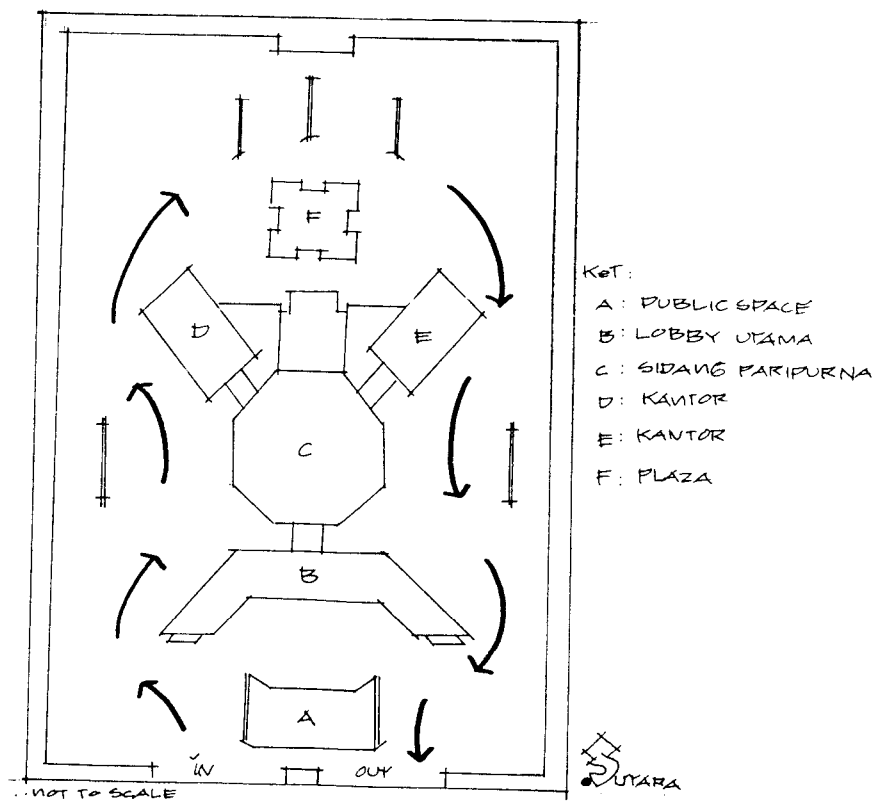 F
D
E
C
B
A
IN
OUT
UTARA
..NOT TO SCALE
KET :
A : PUBLIC SPACE
B : LOBBY UTAMA
C : SIDANG PARIPURNA
D : KANTOR
E : KANTOR
F : PLAZA